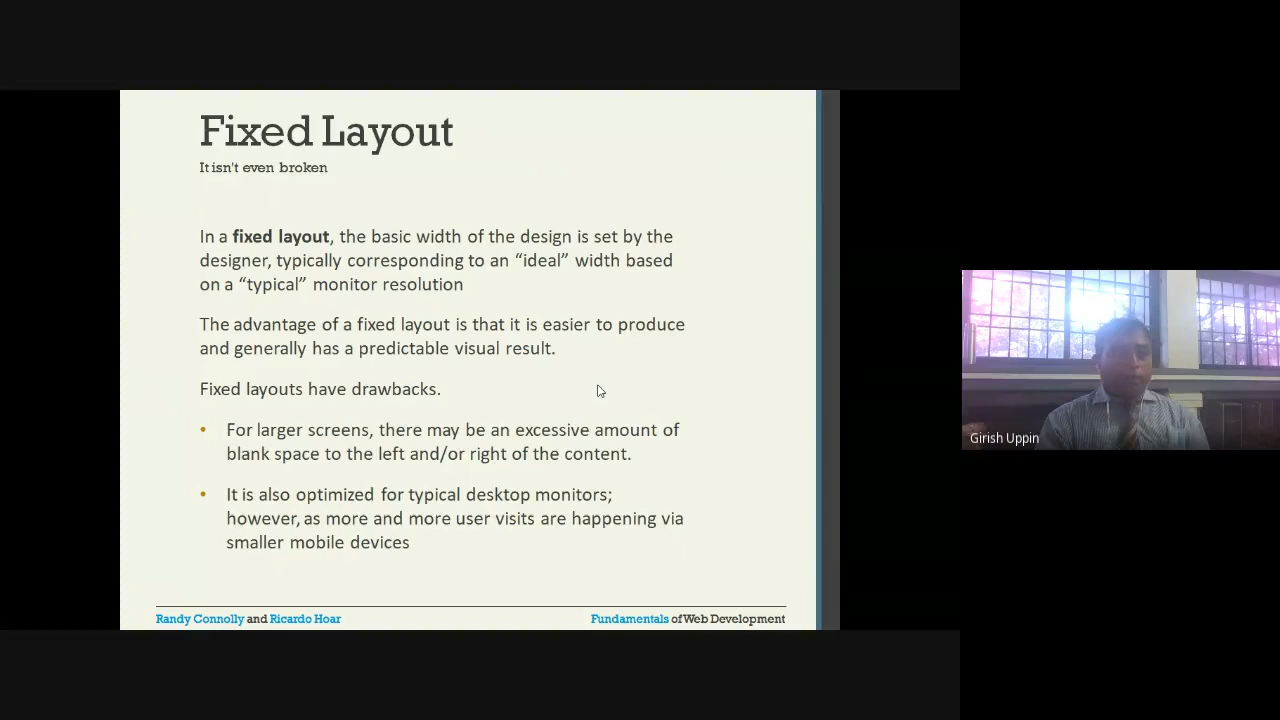 Fixed Layout
It isn't even broken
In a fixed layout, the basic width of the design is set by the
designer, typically corresponding to an “ideal” width based
on a “typical” monitor resolution
The advantage of a fixed layout is that it is easier to produce
and generally has a predictable visual result.
Fixed layouts have drawbacks.
• For larger screens, there may be an excessive amount of
blank space to the left and/or right of the content.
• It is also optimized for typical desktop monitors;
however, as more and more user visits are happening via
smaller mobile devices
Randy Connolly and Ricardo Hoar
Fundamentals of Web Development
Girish Uppin